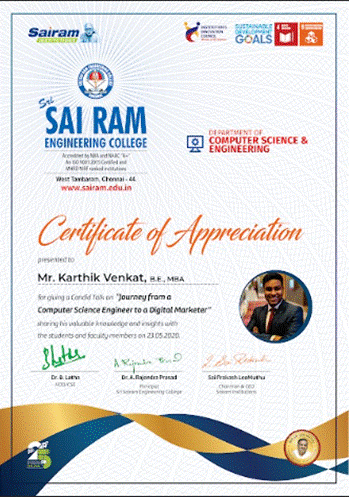 Sairam
INSTITUTIONS
INSTITUTION'S
INNOVATION
COUNCIL
SUSTAINABLE
DEVELOPMENT
GOALS
Sri
SAI RAM
ENGINEERING COLLEGE
Accredited by NBA and NAAC "A+"
An ISO 9001:2015 Certified and
MHRD NIRF ranked institutions
West Tambaram, Chennai - 44.
www.sairam.edu.in
DEPARTMENT OF
COMPUTER SCIENCE &
ENGINEERING
Certificate of Appreciation
presented to
Mr. Karthik Venkat, B.E., MBA
for giving a Candid Talk on "Journey from a
Computer Science Engineer to a Digital Marketer"
sharing his valuable knowledge and insights with
the students and faculty members on 23.05.2020.
Dr. B. Latha
HOD/CSE
Dr. A. Rajendra Prasad
Principal
Sri Sairam Engineering College
Sai Prakash LeoMuthu
Chairman & CEO
Sairam Institutions